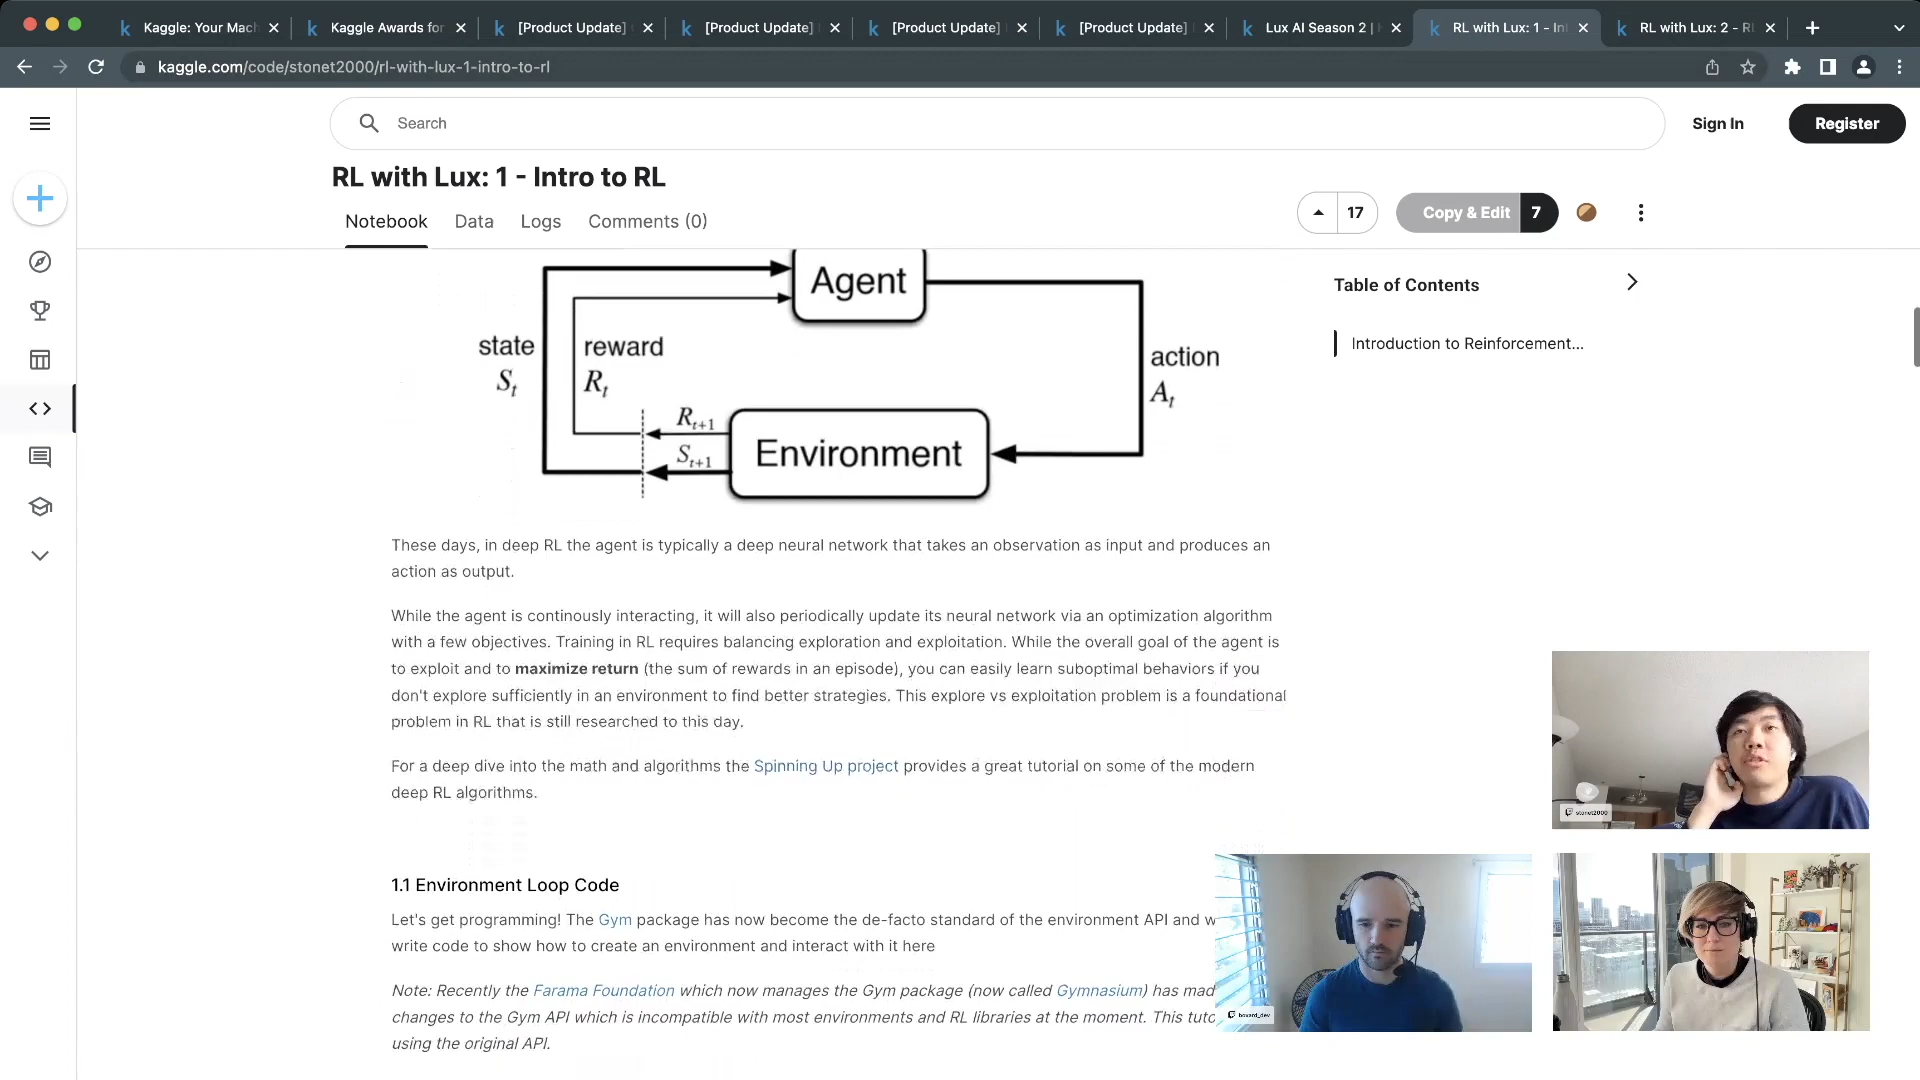 Kaggle: Your Mach
Kaggle Awards for
[Product Update]
[Product Update]
[Product Update]
[Product Update]
Lux AI Season 2 |
RL with Lux: 1 - In
RL with Lux: 2 - R
kaggle.com/code/stonet2000/rl-with-lux-1-intro-to-rl
Search
Sign In
Register
RL with Lux: 1 - Intro to RL
Notebook
Data
Logs
Comments (0)
17
Copy & Edit
7
Table of Contents
Introduction to Reinforcement...
Agent
state
St
reward
Rt
action
At
Rt+1
St+1
Environment
These days, in deep RL the agent is typically a deep neural network that takes an observation as input and produces an
action as output.
While the agent is continously interacting, it will also periodically update its neural network via an optimization algorithm
with a few objectives. Training in RL requires balancing exploration and exploitation. While the overall goal of the agent is
to exploit and to maximize return (the sum of rewards in an episode), you can easily learn suboptimal behaviors if you
don't explore sufficiently in an environment to find better strategies. This explore vs exploitation problem is a foundational
problem in RL that is still researched to this day.
For a deep dive into the math and algorithms the Spinning Up project provides a great tutorial on some of the modern
deep RL algorithms.
1.1 Environment Loop Code
Let's get programming! The Gym package has now become the de-facto standard of the environment API and w
write code to show how to create an environment and interact with it here
Note: Recently the Farama Foundation which now manages the Gym package (now called Gymnasium) has mad
changes to the Gym API which is incompatible with most environments and RL libraries at the moment. This tuto
using the original API.
stonet2000
bovard_dev